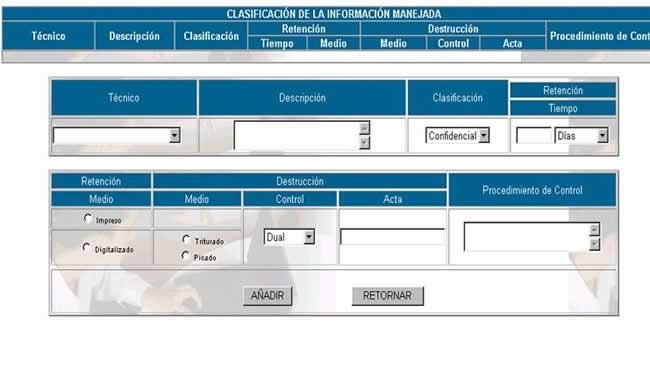 CLASIFICACIÓN DE LA INFORMACIÓN MANEJADA
Técnico Descripción Clasificación Retención Destrucción Procedimiento de Cont
Tiempo Medio Medio Control Acta
Técnico Descripción Clasificación Retención
Tiempo
Confidencial Días
Retención Destrucción Procedimiento de Control
Medio Medio Control Acta
Impreso
Dual
Digitalizado Triturado
Picado
AÑADIR RETORNAR